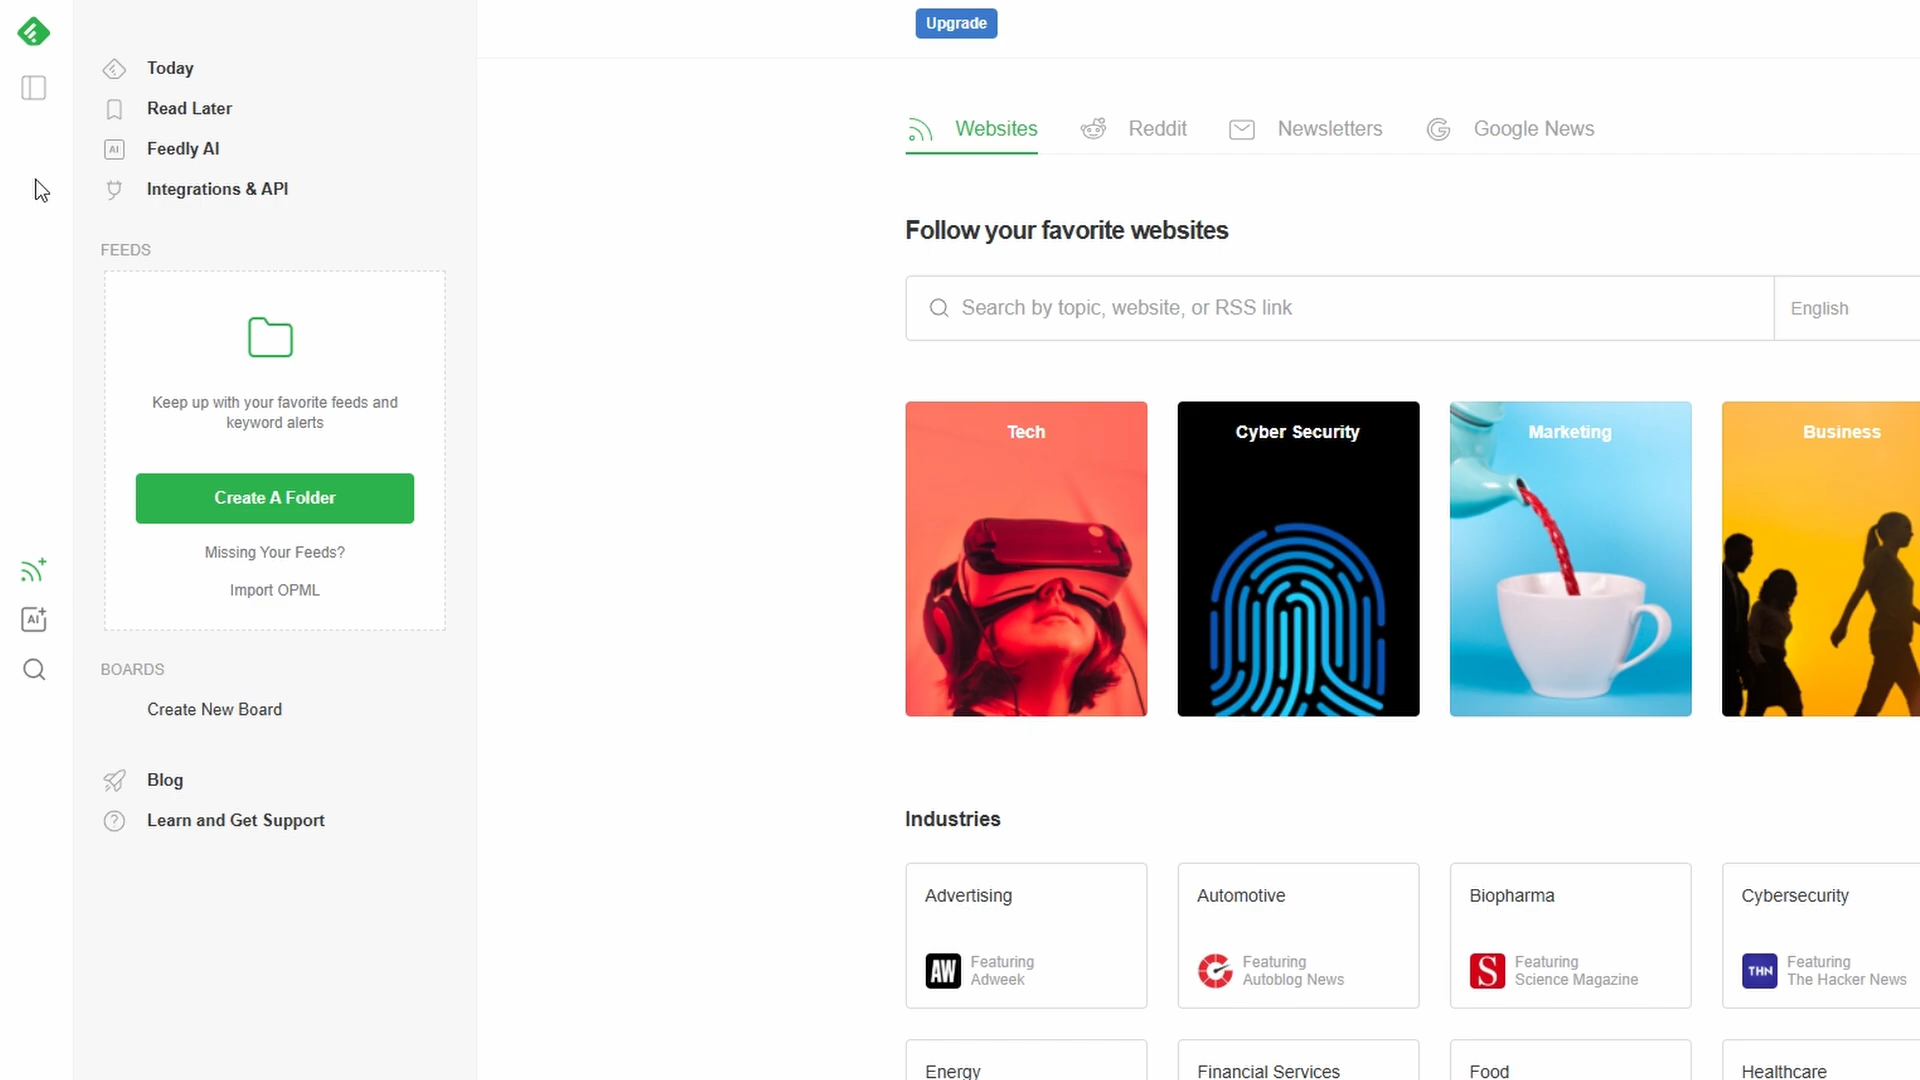 Upgrade
Today
Read Later
AI Feedly AI
Integrations & API
FEEDS
Keep up with your favorite feeds and
keyword alerts
Create A Folder
Missing Your Feeds?
Import OPML
AI
BOARDS
Create New Board
Blog
? Learn and Get Support
Websites
Reddit
Newsletters
G Google News
Follow your favorite websites
Search by topic, website, or RSS link
English
Tech
Cyber Security
Marketing
Business
Industries
Advertising
AW Featuring
Adweek
Automotive
Featuring
Autoblog News
Biopharma
S Featuring
Science Magazine
Cybersecurity
THN Featuring
The Hacker News
Energy
Financial Services
Food
Healthcare